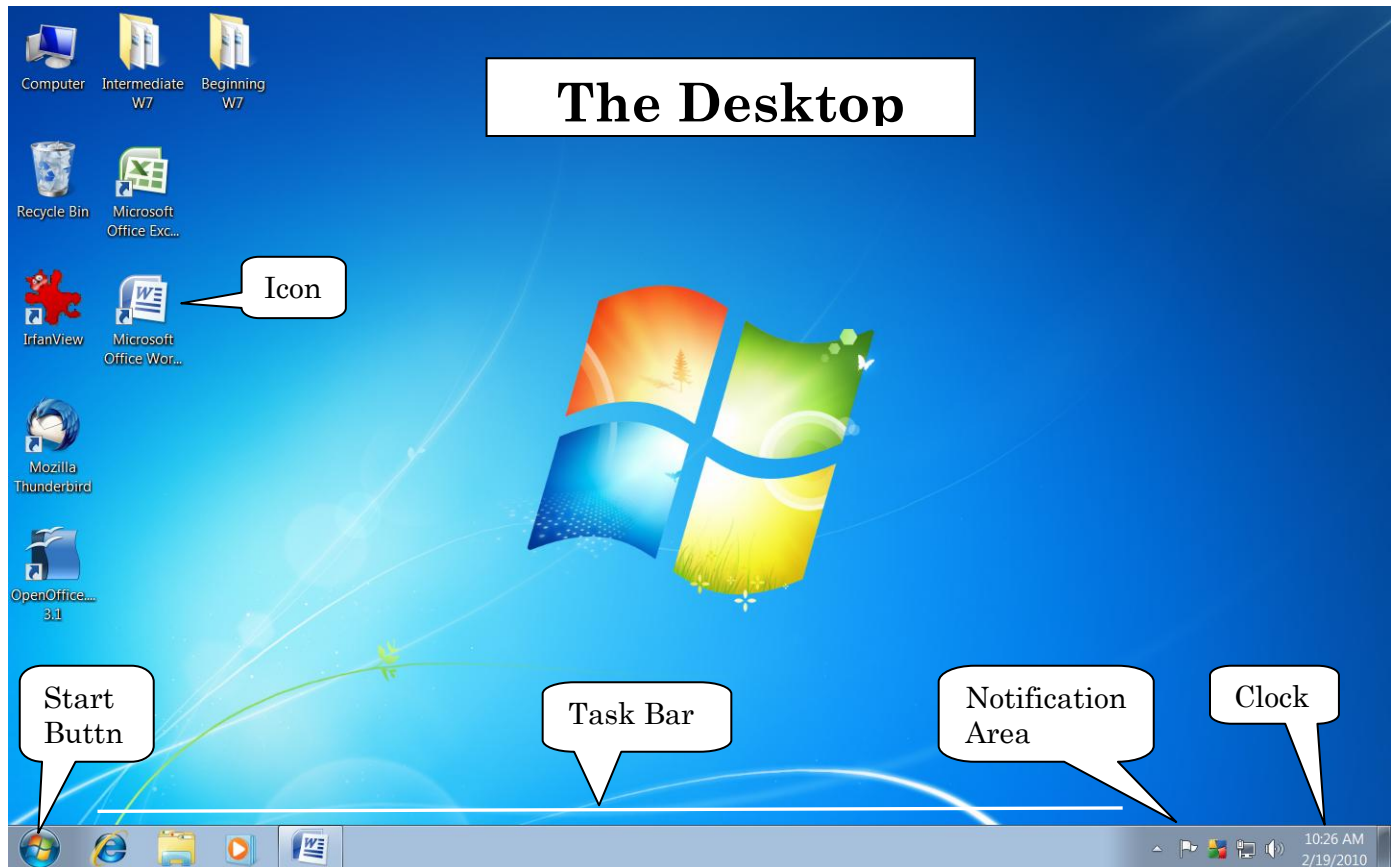 The Desktop
Computer
Intermediate
W7
Beginning
W7
Recycle Bin
Microsoft
Office Exc...
IrfanView
Microsoft
Office Wor...
Icon
Mozilla
Thunderbird
OpenOffice....
3.1
Start
Buttn
Task Bar
Notification
Area
Clock
10:26 AM
2/19/2010